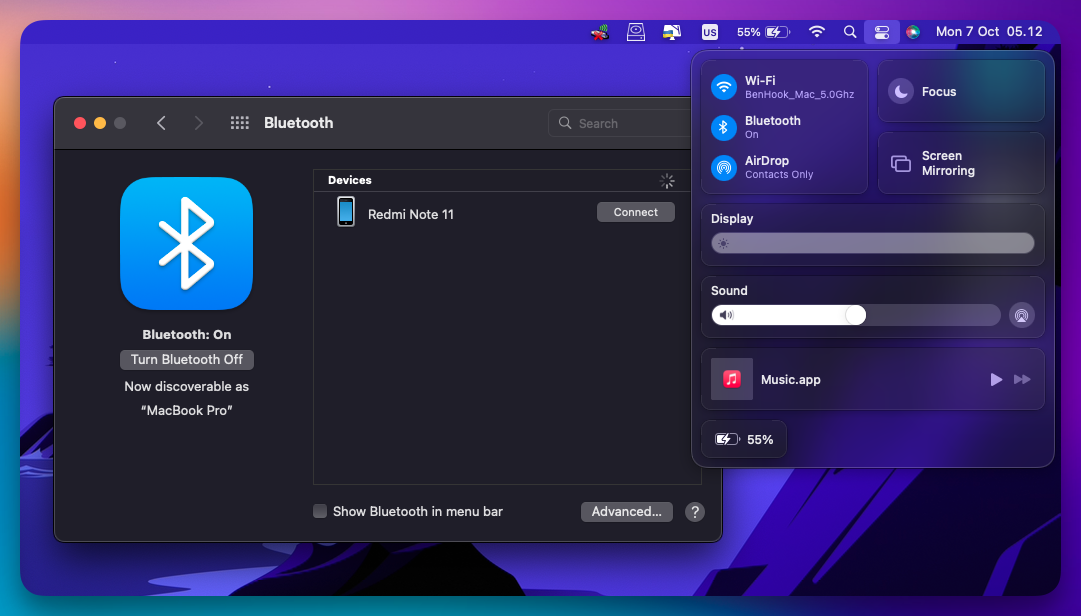 US
55%
Mon 7 Oct 05.12
Bluetooth
Search
Devices
Redmi Note 11
Connect
Bluetooth: On
Turn Bluetooth Off
Now discoverable as
“MacBook Pro”
Show Bluetooth in menu bar
Advanced...
?
Wi-Fi
BenHook_Mac_5.0Ghz
Bluetooth
On
AirDrop
Contacts Only
Focus
Screen
Mirroring
Display
Sound
Music.app
55%